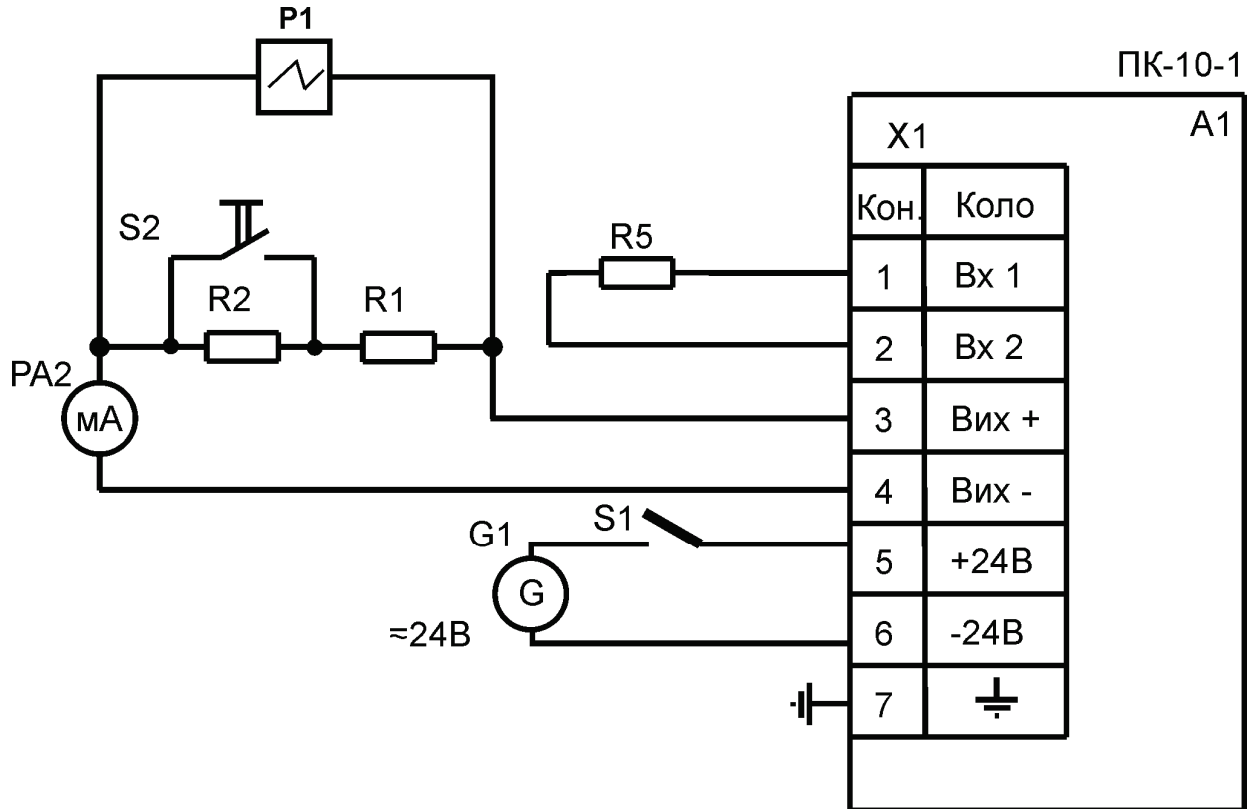 P1
ПК-10-1
X1
A1
Кон.
Коло
S2
R5
1
Вх 1
R2
R1
2
Вх 2
PA2
мА
3
Вих +
4
Вих -
S1
G1
5
+24В
G
≈24В
6
-24В
7